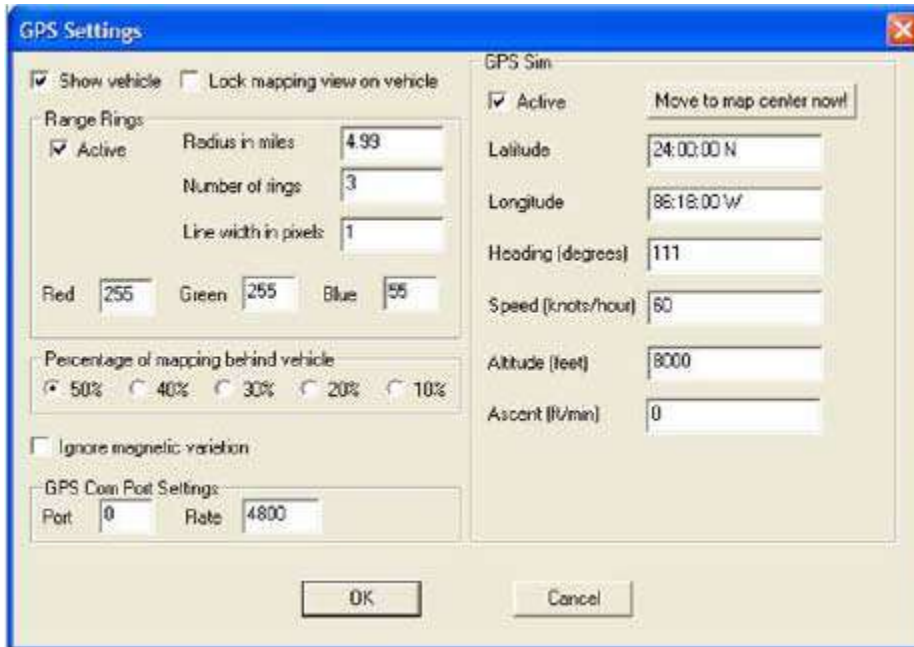 GPS Settings
Show vehicle
Lock mapping view on vehicle
Range Rings
Active
Radius in miles 4.99
Number of rings 3
Line width in pixels 1
Red 255 Green 255 Blue 55
Percentage of mapping behind vehicle
50% 40% 30% 20% 10%
Ignore magnetic variation
GPS Com Port Settings
Port 0 Rate 4800
GPS Sim
Active
Move to map center now!
Latitude 24:00:00 N
Longitude 86:18:00 W
Heading (degrees) 111
Speed (knots/hour) 60
Altitude (feet) 8000
Ascent (ft/min) 0
OK
Cancel